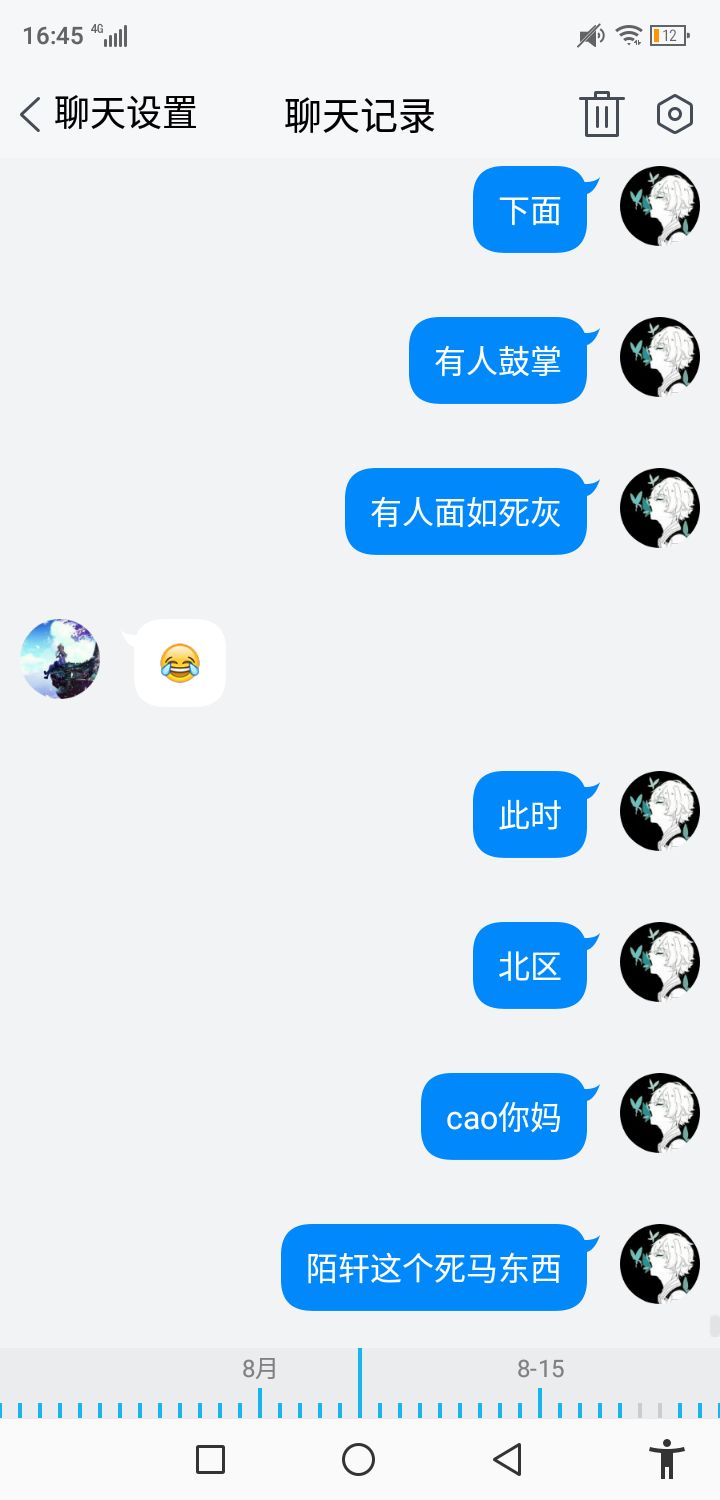 16:45 4G 12
聊天设置 聊天记录
下面
有人鼓掌
有人面如死灰
😂
此时
北区
cao你妈
陌轩这个死马东西
8月 8-15